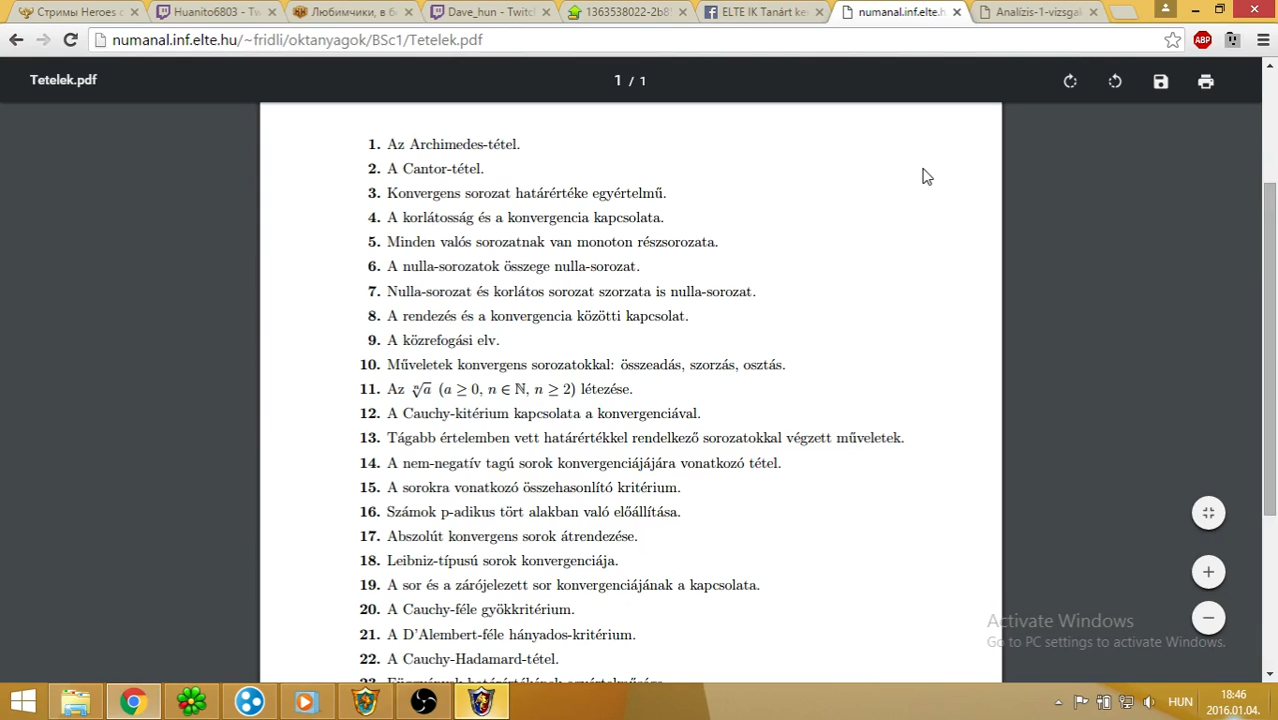 Стримы Heroes c
Huanito6803 - Tw
Любимчики, в б
Dave_hun - Twitch
1363538022-2b8
ELTE IK Tanárt ke
numanal.inf.elte.hu
Analízis-1-vizsga
numanal.inf.elte.hu/~fridli/oktanyagok/BSc1/Tetelek.pdf
ABP
Tetelek.pdf
1 / 1
1. Az Archimedes-tétel.
2. A Cantor-tétel.
3. Konvergens sorozat határértéke egyértelmű.
4. A korlátosság és a konvergencia kapcsolata.
5. Minden valós sorozatnak van monoton részsorozata.
6. A nulla-sorozatok összege nulla-sorozat.
7. Nulla-sorozat és korlátos sorozat szorzata is nulla-sorozat.
8. A rendezés és a konvergencia közötti kapcsolat.
9. A közrefogási elv.
10. Műveletek konvergens sorozatokkal: összeadás, szorzás, osztás.
11. Az ⁿ√a (a ≥ 0, n ∈ ℕ, n ≥ 2) létezése.
12. A Cauchy-kitérium kapcsolata a konvergenciával.
13. Tágabb értelemben vett határértékkel rendelkező sorozatokkal végzett műveletek.
14. A nem-negatív tagú sorok konvergenciájájára vonatkozó tétel.
15. A sorokra vonatkozó összehasonlító kritérium.
16. Számok p-adikus tört alakban való előállítása.
17. Abszolút konvergens sorok átrendezése.
18. Leibniz-típusú sorok konvergenciája.
19. A sor és a zárójelezett sor konvergenciájának a kapcsolata.
20. A Cauchy-féle gyökkritérium.
21. A D'Alembert-féle hányados-kritérium.
22. A Cauchy-Hadamard-tétel.
Activate Windows
Go to PC settings to activate Windows.
HUN
18:46
2016.01.04.